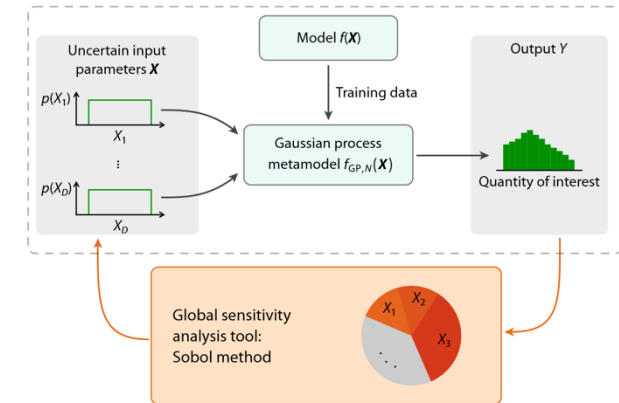 Uncertain input
parameters X
p(X1)
X1
⋮
p(XD)
XD
Model f(X)
Training data
Gaussian process
metamodel fGP,N(X)
Output Y
Quantity of interest
Global sensitivity
analysis tool:
Sobol method
X1
X2
X3
. . .